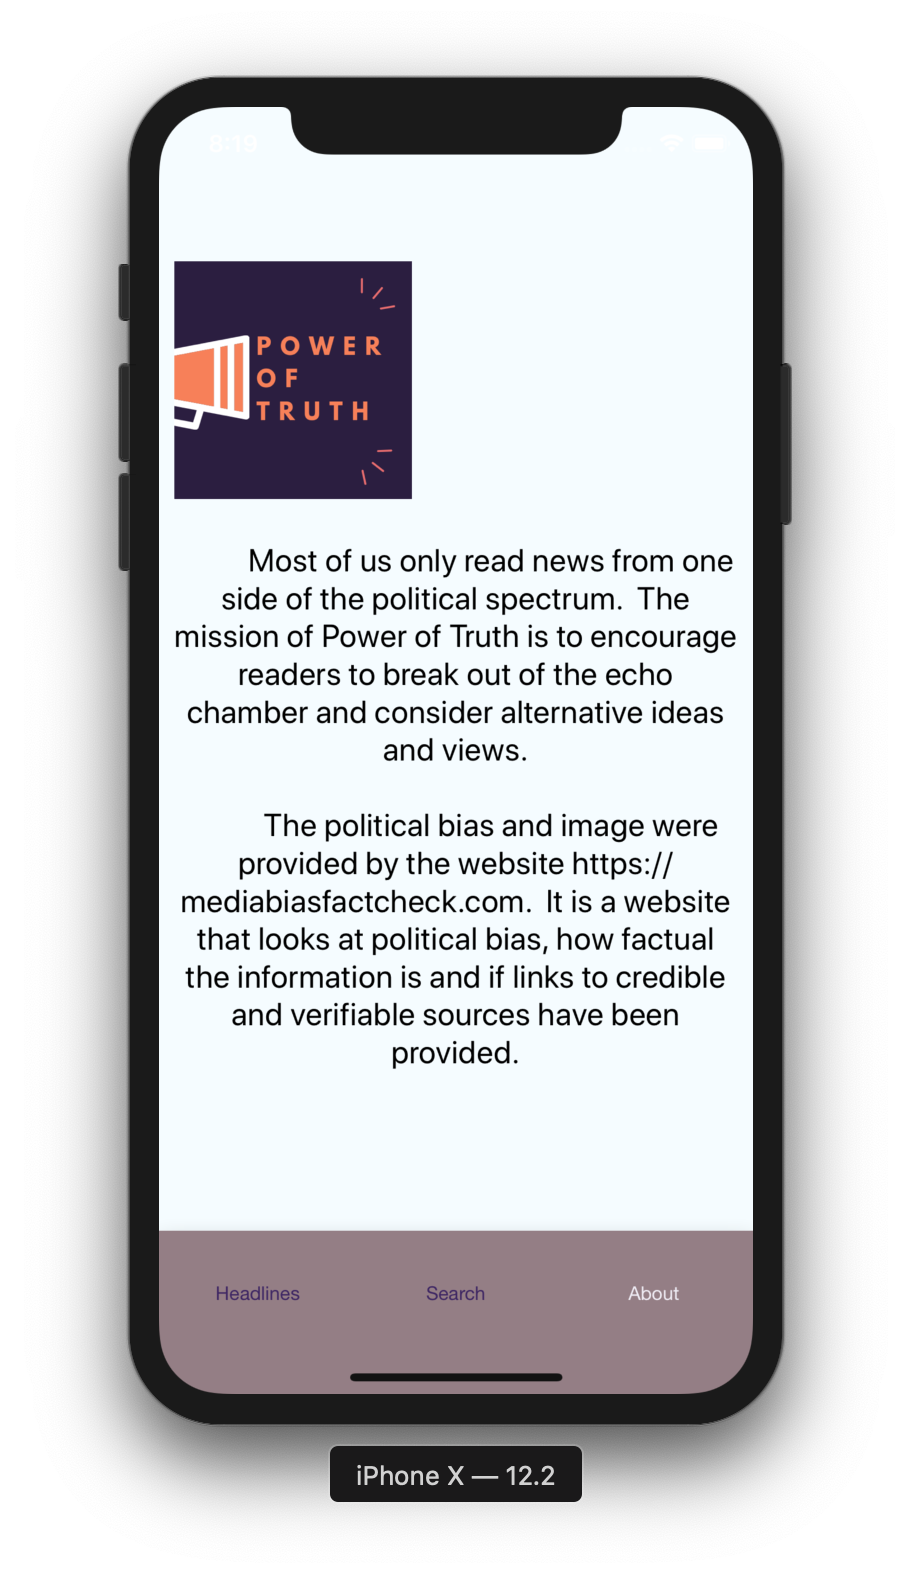 8:19
POWER
OF
TRUTH
Most of us only read news from one
side of the political spectrum.  The
mission of Power of Truth is to encourage
readers to break out of the echo
chamber and consider alternative ideas
and views.
The political bias and image were
provided by the website https://
mediabiasfactcheck.com.  It is a website
that looks at political bias, how factual
the information is and if links to credible
and verifiable sources have been
provided.
Headlines Search About
iPhone X — 12.2